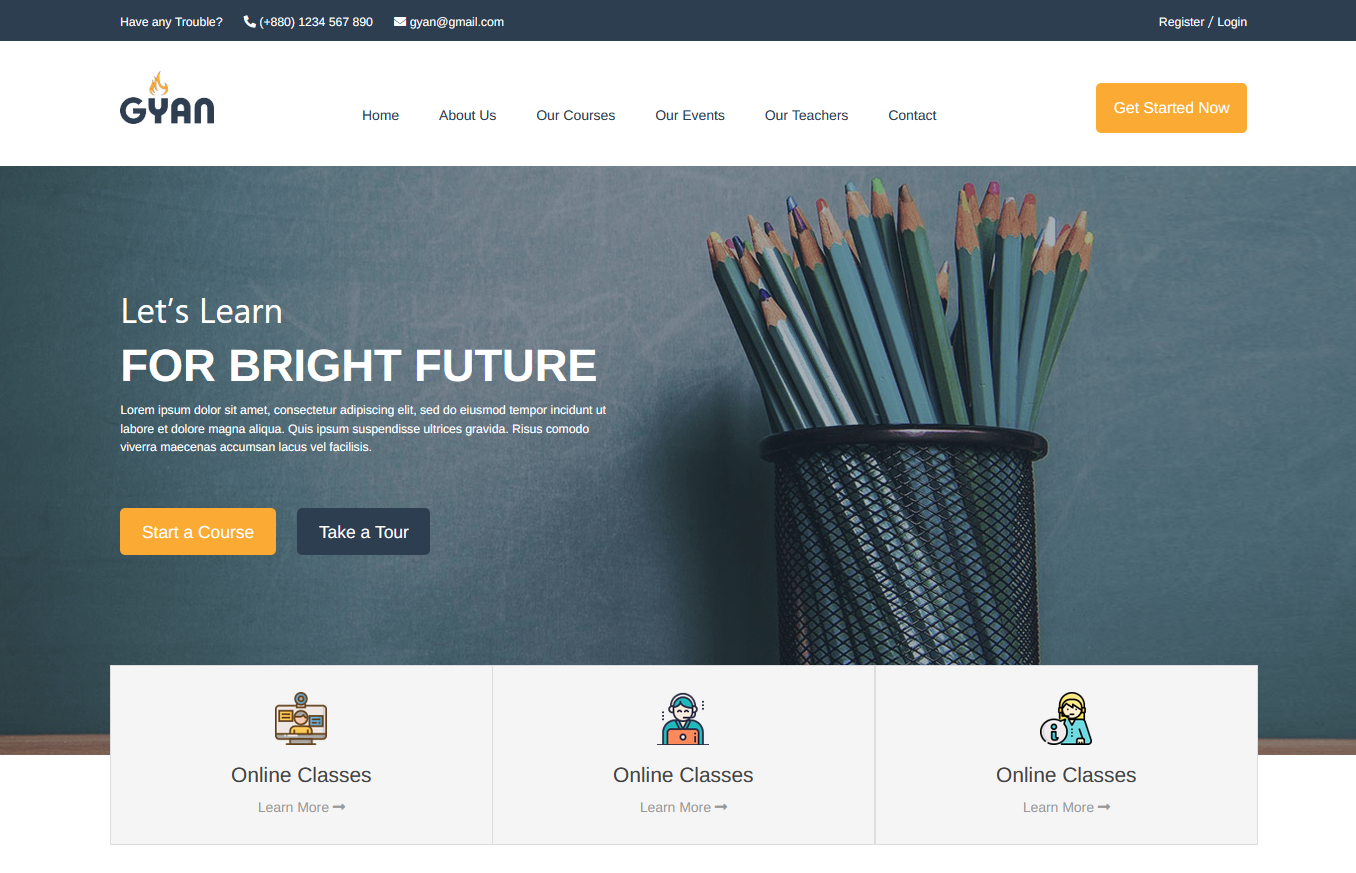 Have any Trouble? (+880) 1234 567 890 gyan@gmail.com Register / Login
GYAN
Home About Us Our Courses Our Events Our Teachers Contact
Get Started Now
Let’s Learn
FOR BRIGHT FUTURE
Lorem ipsum dolor sit amet, consectetur adipiscing elit, sed do eiusmod tempor incidunt ut
labore et dolore magna aliqua. Quis ipsum suspendisse ultrices gravida. Risus comodo
viverra maecenas accumsan lacus vel facilisis.
Start a Course Take a Tour
Online Classes Online Classes Online Classes
Learn More Learn More Learn More